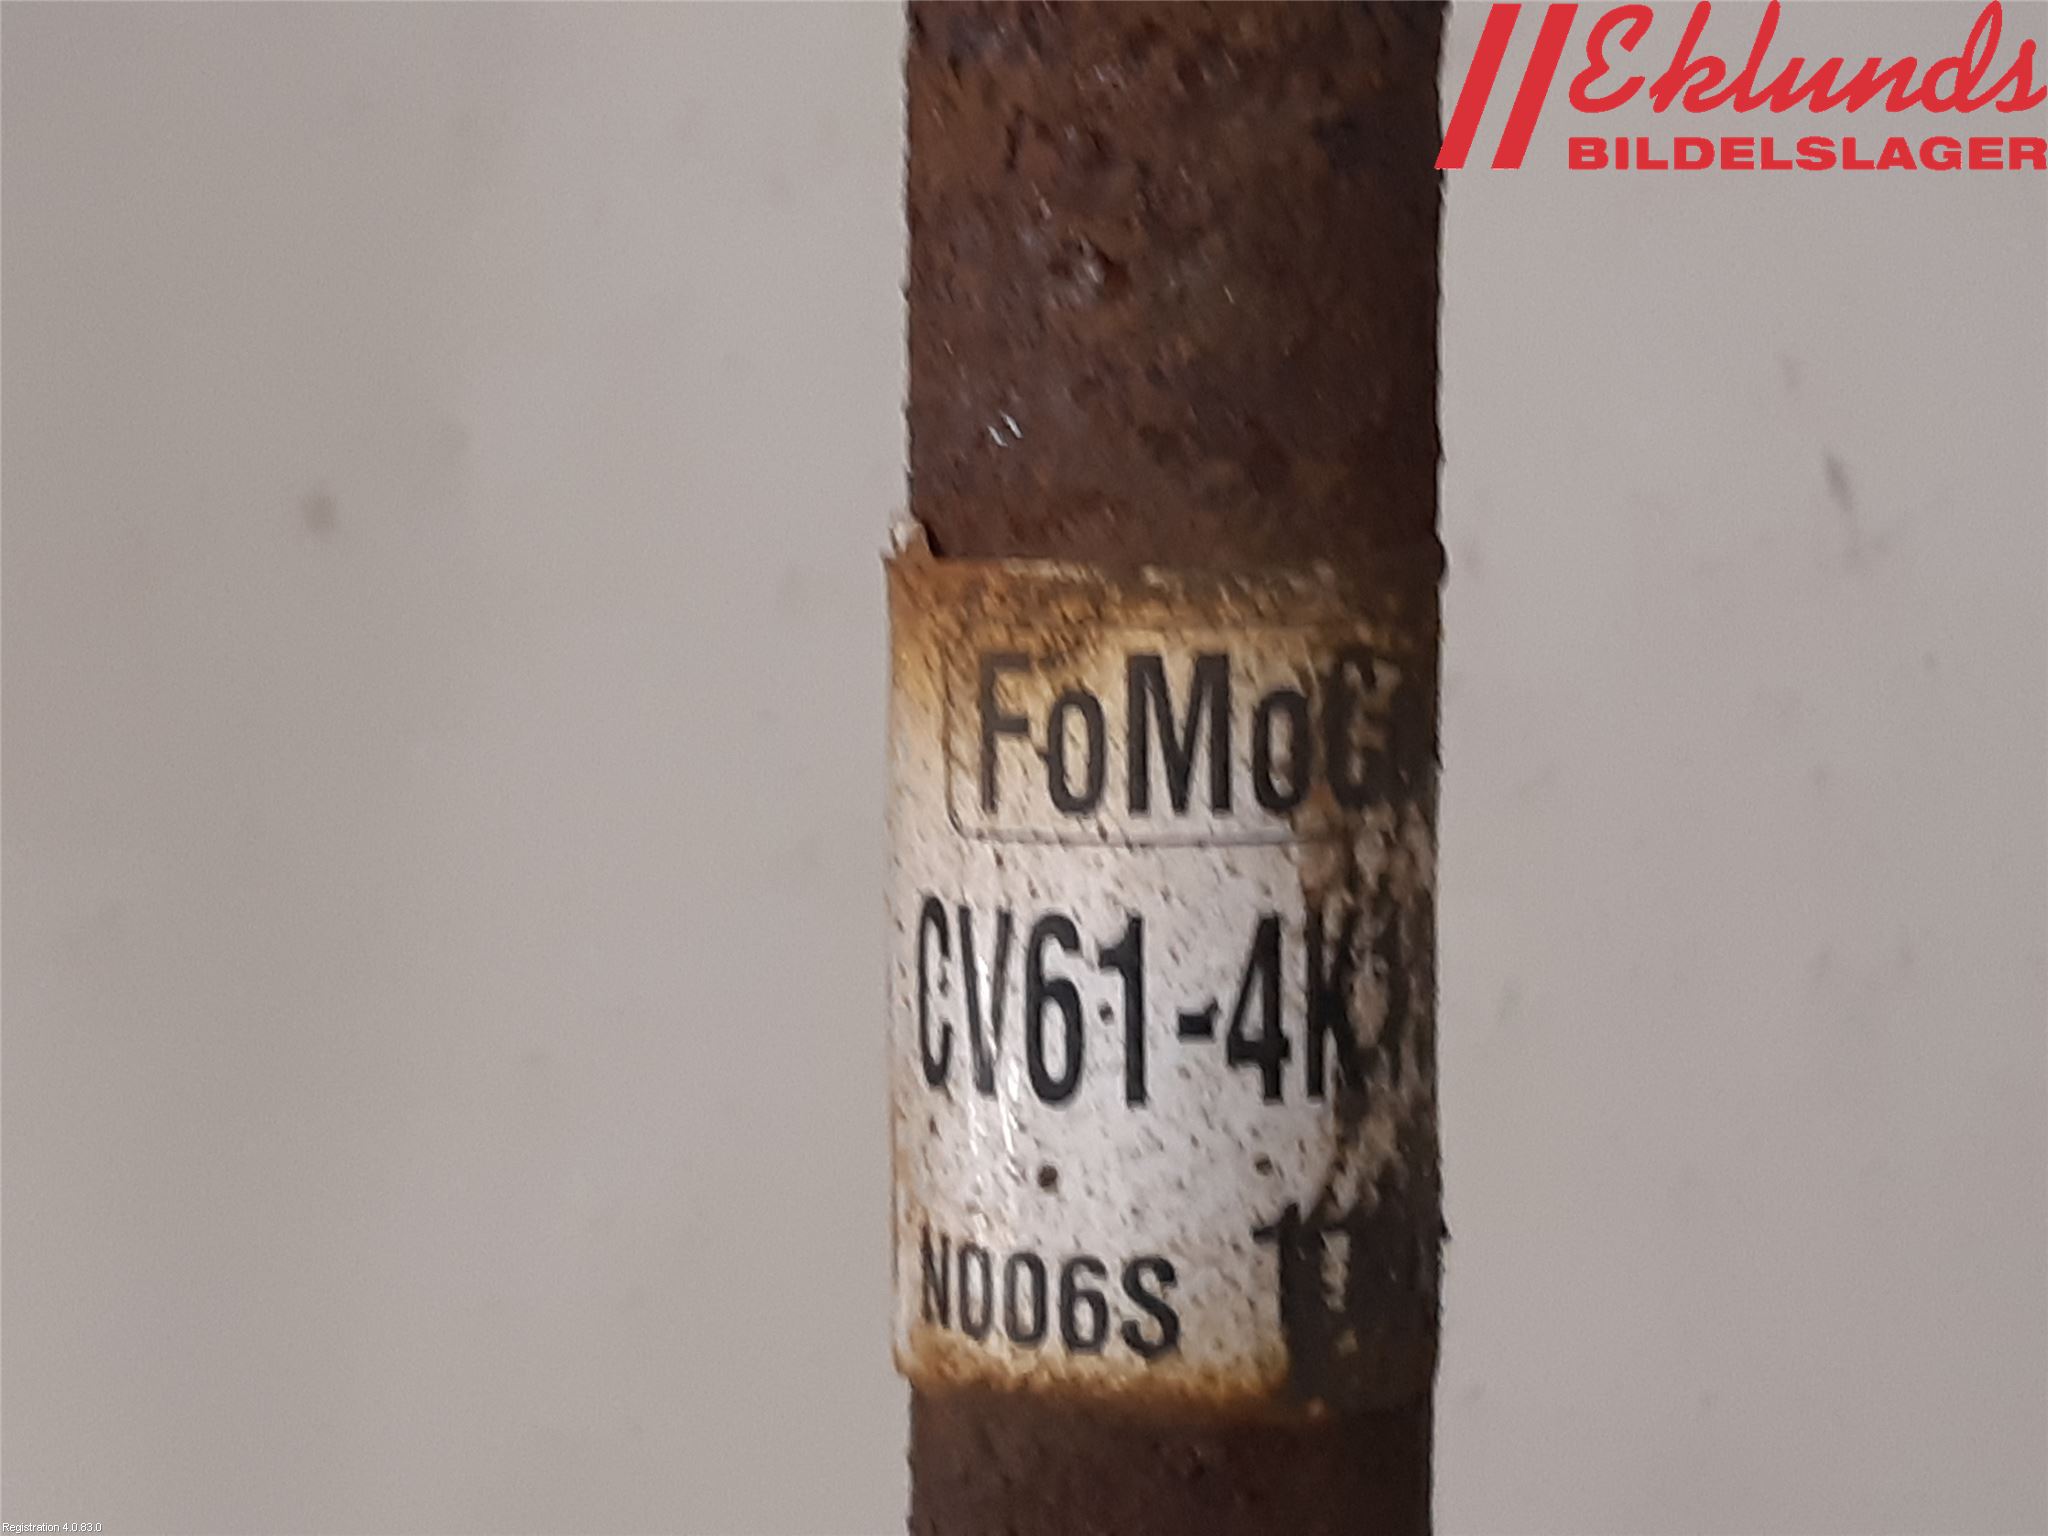 Eklunds
BILDELSLAGER
FoMoC
CV61-4K
N006S
Registration 4.0.83.0